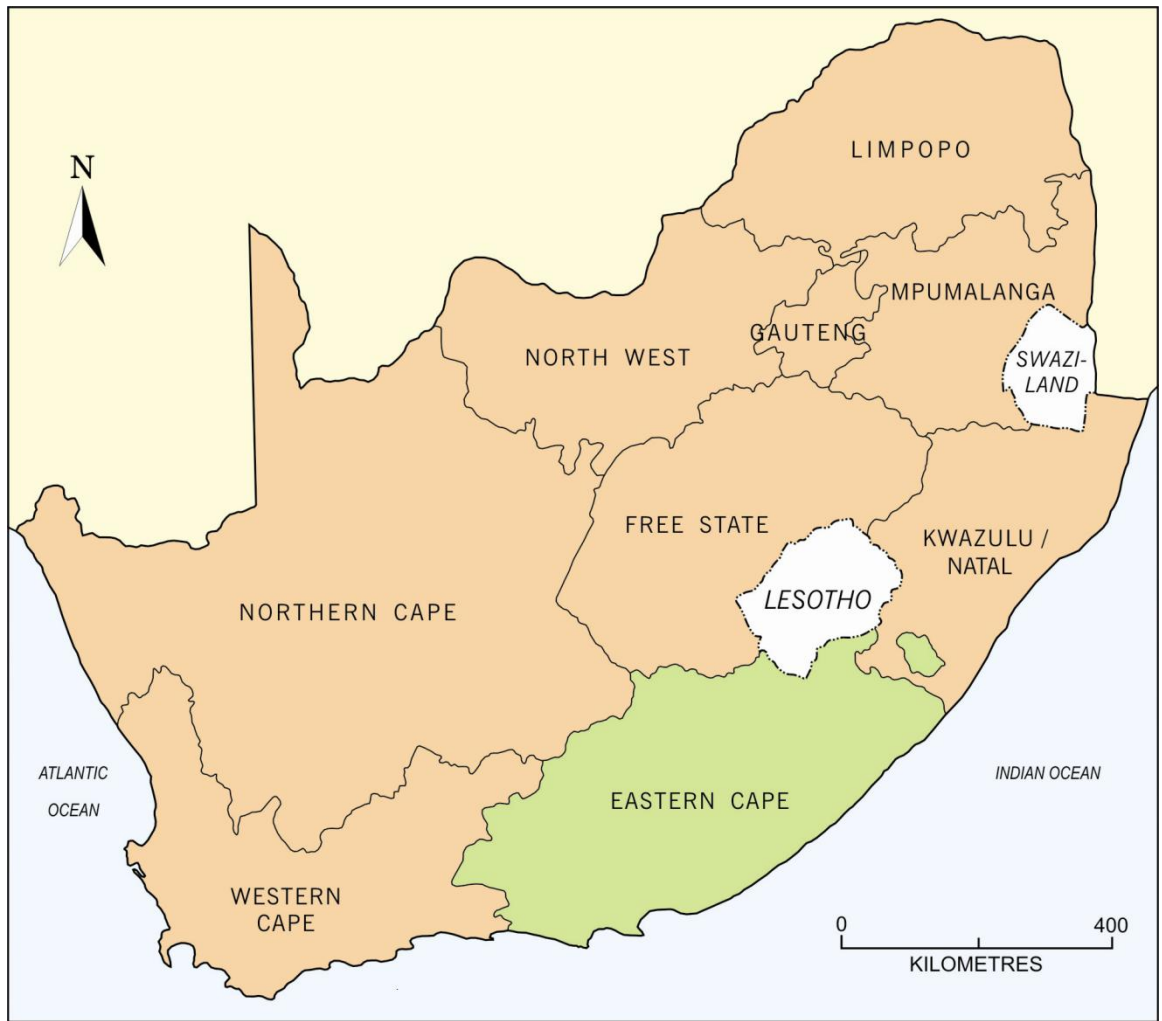 N
LIMPOPO
MPUMALANGA
GAUTENG
NORTH WEST
SWAZI-
LAND
FREE STATE
KWAZULU /
NATAL
LESOTHO
NORTHERN CAPE
ATLANTIC
OCEAN
INDIAN OCEAN
EASTERN CAPE
WESTERN
CAPE
0 400
KILOMETRES